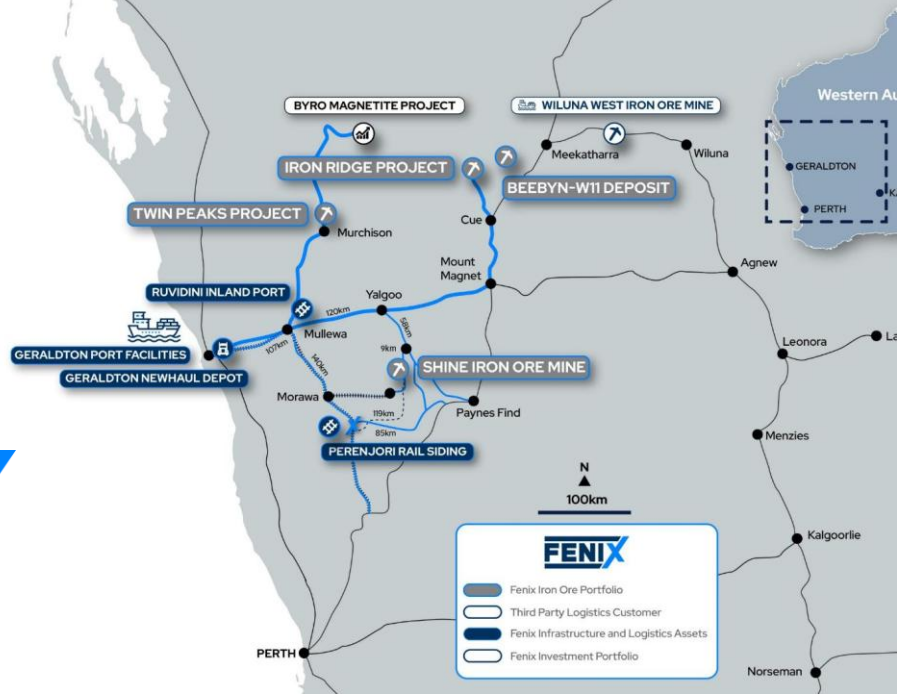 Western Au
BYRO MAGNETITE PROJECT
WILUNA WEST IRON ORE MINE
Meekatharra
Wiluna
IRON RIDGE PROJECT
BEEBYN-W11 DEPOSIT
GERALDTON
PERTH
TWIN PEAKS PROJECT
Murchison
Cue
Mount
Magnet
Agnew
RUVIDINI INLAND PORT
Yalgoo
120km
58km
Mullewa
107km
9km
GERALDTON PORT FACILITIES
GERALDTON NEWHAUL DEPOT
140km
SHINE IRON ORE MINE
Leonora
La
Morawa
119km
85km
Paynes Find
PERENJORI RAIL SIDING
Menzies
N
100km
FENIX
Fenix Iron Ore Portfolio
Third Party Logistics Customer
Fenix Infrastructure and Logistics Assets
Fenix Investment Portfolio
Kalgoorlie
PERTH
Norseman